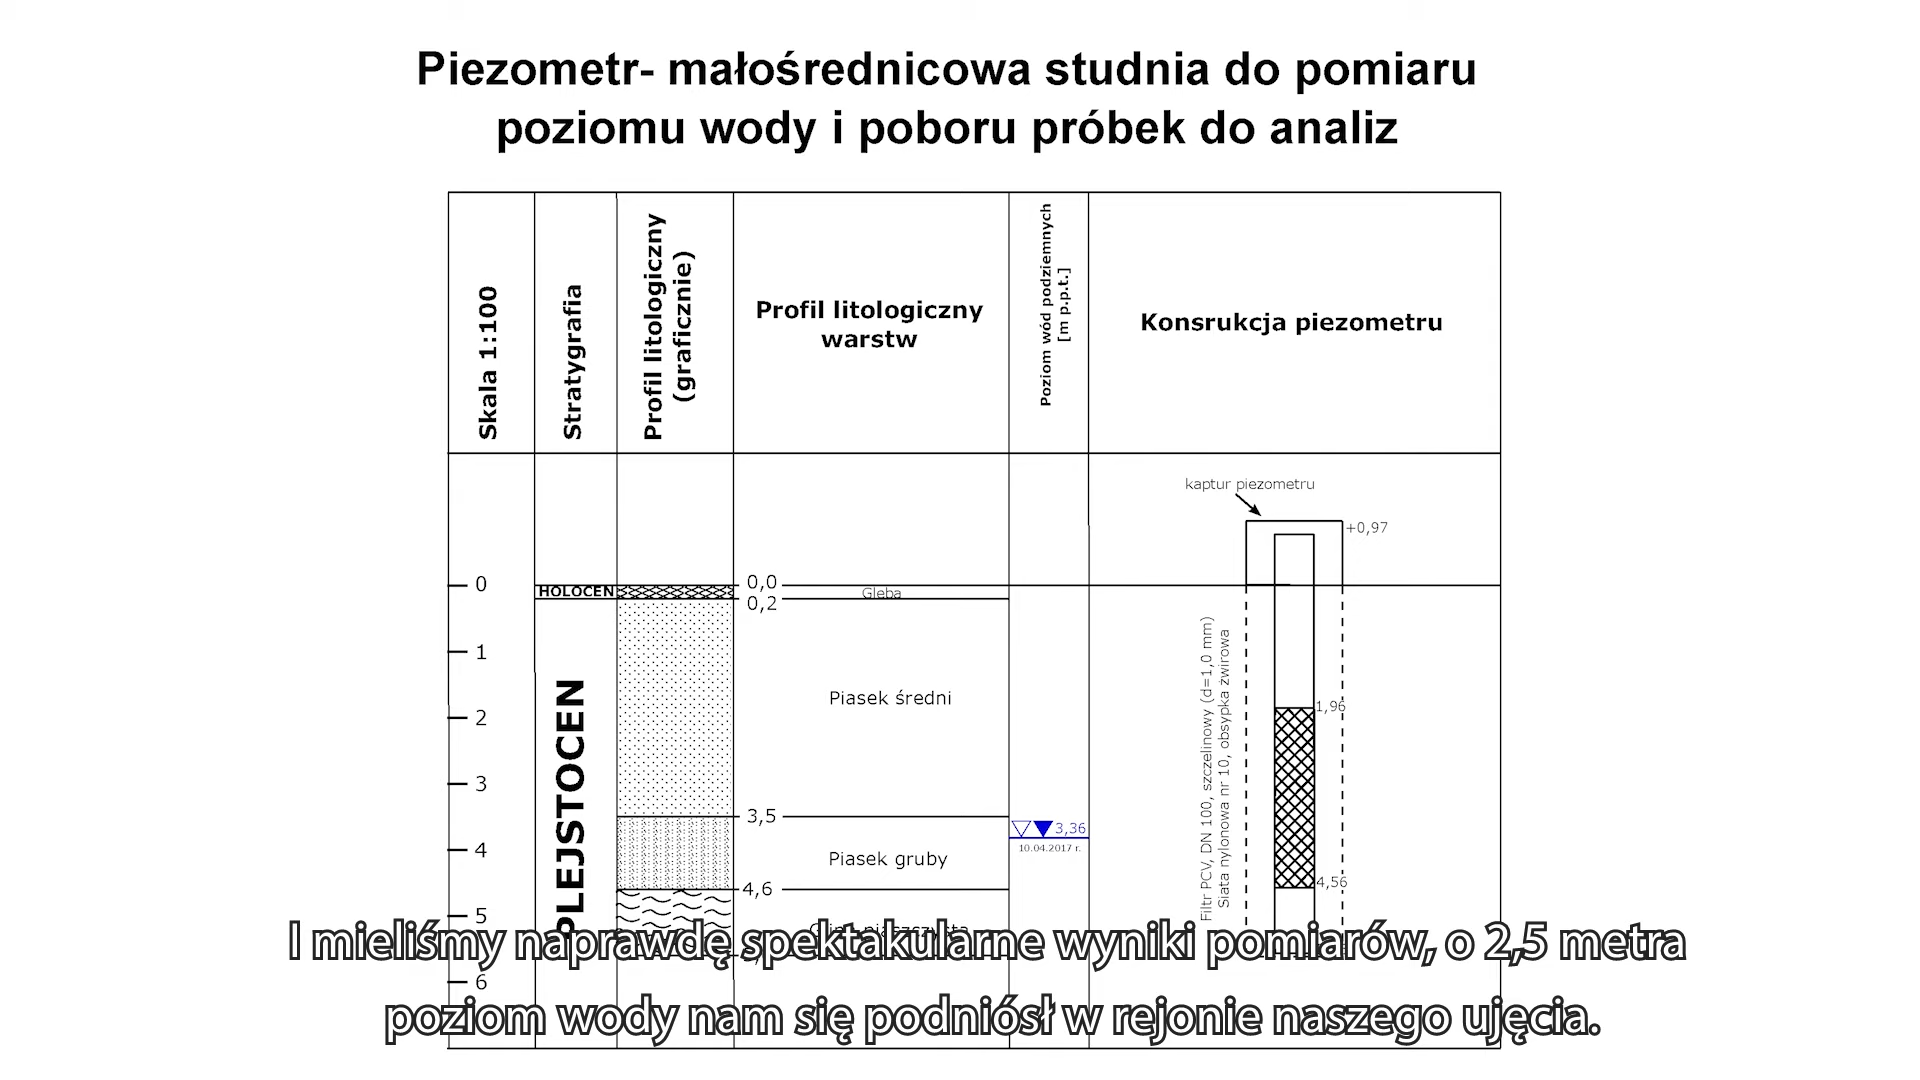 Piezometr- małośrednicowa studnia do pomiaru
poziomu wody i poboru próbek do analiz
Skala 1:100
Stratygrafia
Profil litologiczny
(graficznie)
Profil litologiczny
warstw
Poziom wód podziemnych
[m p.p.t.]
Konsrukcja piezometru
kaptur piezometru
+0,97
0
HOLOCEN
0,0
Gleba
0,2
1
PLEJSTOCEN
Piasek średni
Filtr PCV, DN 100, szczelinowy (d=1,0 mm)
Siata nylonowa nr 10, obsypka żwirowa
1,96
2
3
3,5
3,36
10.04.2017 r.
4
Piasek gruby
4,56
4,6
5
6
I mieliśmy naprawdę spektakularne wyniki pomiarów, o 2,5 metra
poziom wody nam się podniósł w rejonie naszego ujęcia.